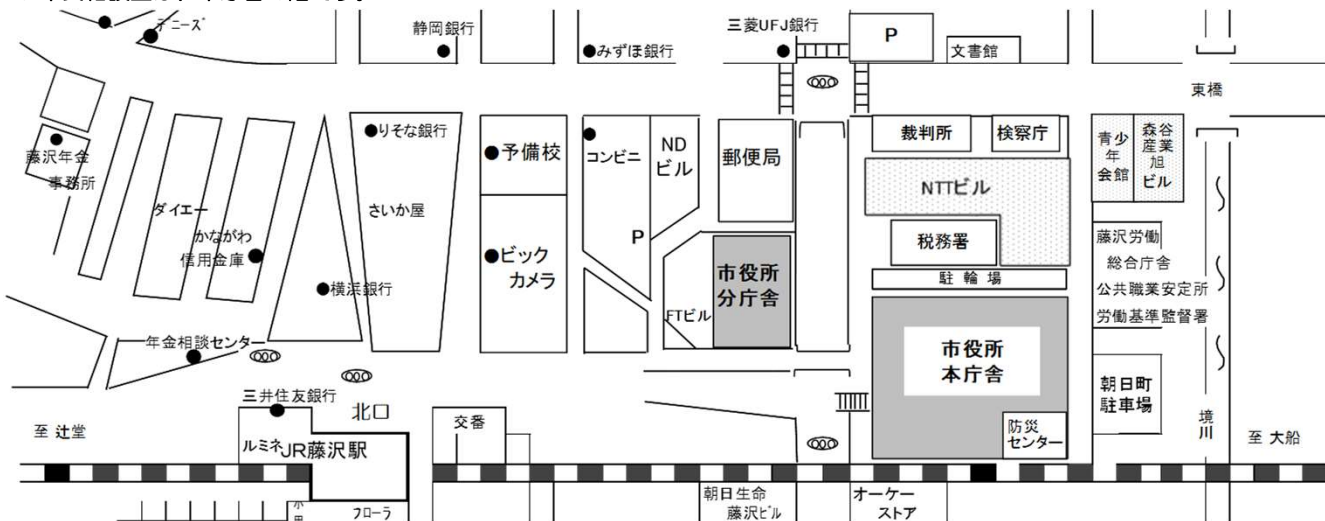 デニーズ
静岡銀行
みずほ銀行
三菱UFJ銀行
P
文書館
東橋
りそな銀行
予備校
コンビニ
ND
ビル
郵便局
裁判所
検察庁
青少年会館
森谷産業旭ビル
藤沢年金
事務所
NTTビル
ダイエー
さいか屋
かながわ
信用金庫
ビック
カメラ
P
市役所
分庁舎
税務署
藤沢労働
総合庁舎
公共職業安定所
労働基準監督署
駐輪場
横浜銀行
FTビル
年金相談センター
市役所
本庁舎
朝日町
駐車場
三井住友銀行
北口
交番
防災
センター
境川
至 辻堂
ルミネ
JR藤沢駅
至 大船
フローラ
朝日生命
藤沢ビル
オーケー
ストア